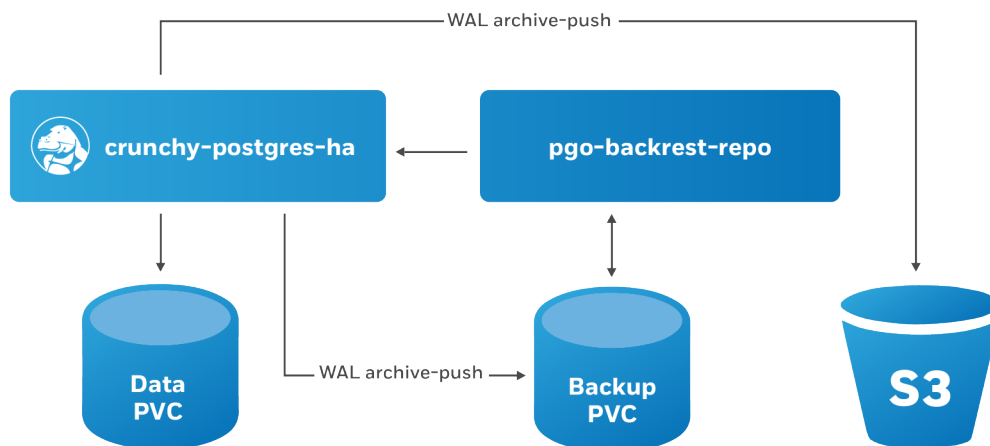 WAL archive-push
crunchy-postgres-ha
pgo-backrest-repo
WAL archive-push
Data
PVC
Backup
PVC
S3